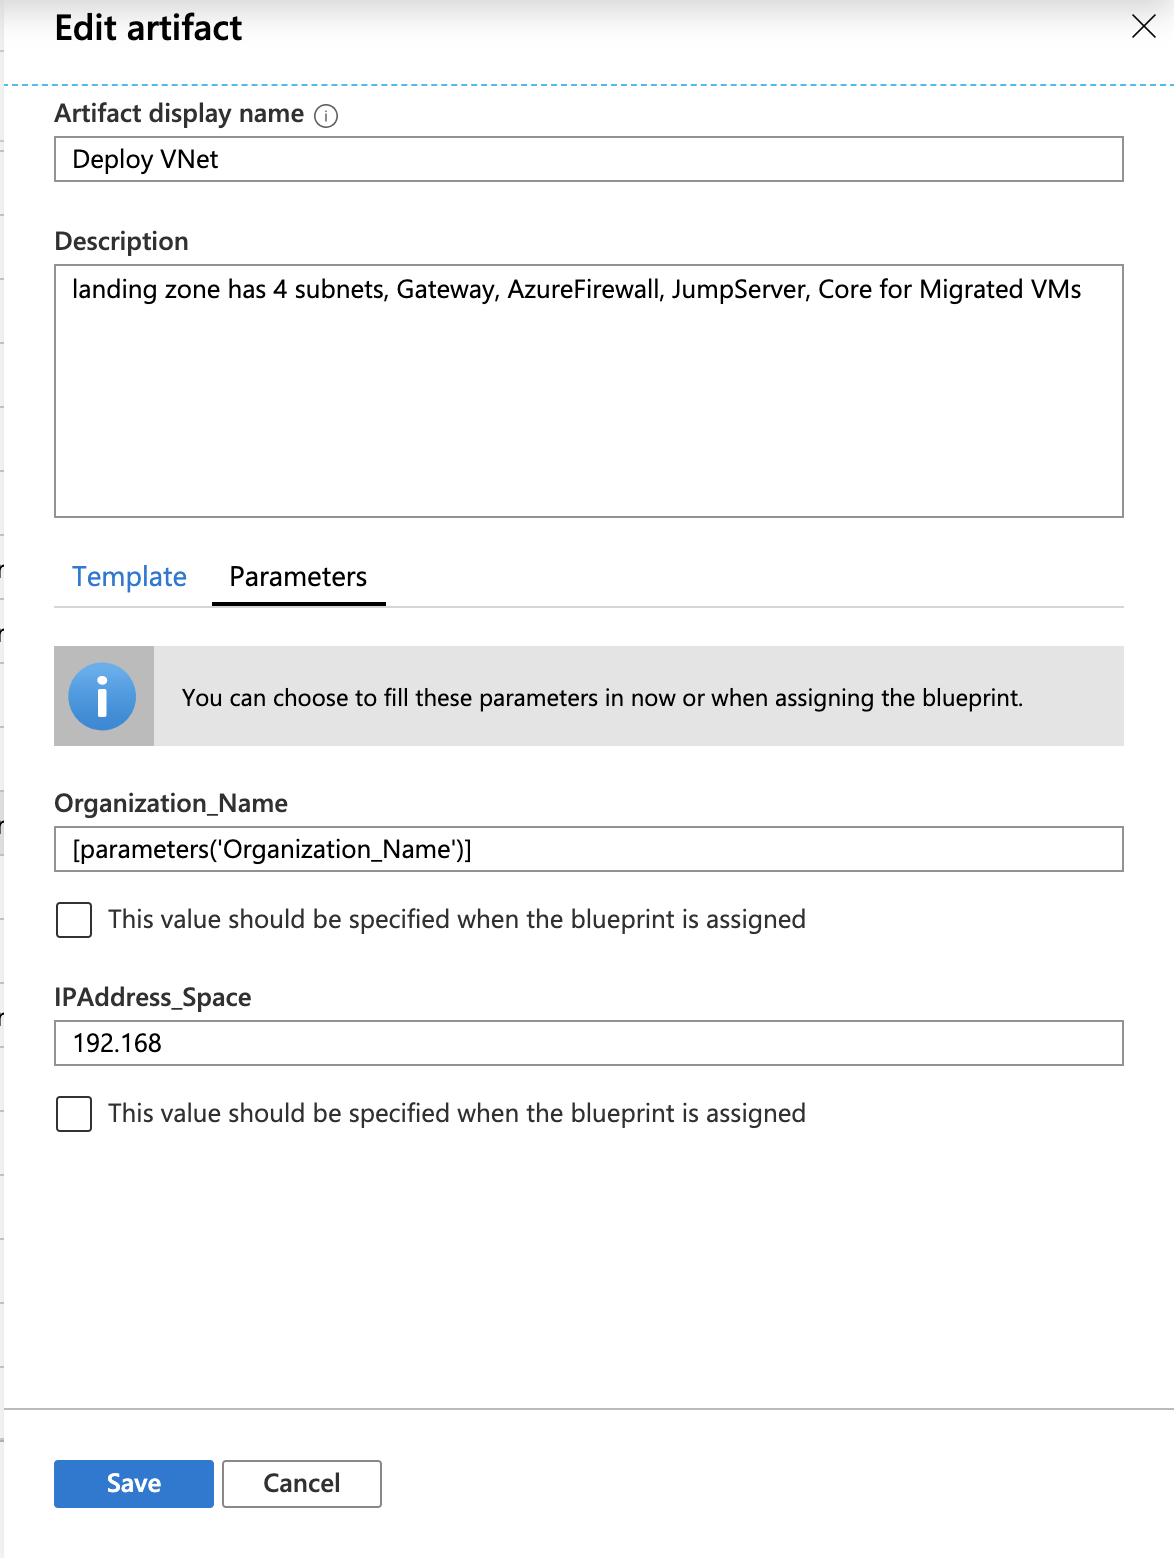 Edit artifact
Artifact display name
Deploy VNet
Description
landing zone has 4 subnets, Gateway, AzureFirewall, JumpServer, Core for Migrated VMs
Template Parameters
You can choose to fill these parameters in now or when assigning the blueprint.
Organization_Name
[parameters('Organization_Name')]
This value should be specified when the blueprint is assigned
IPAddress_Space
192.168
This value should be specified when the blueprint is assigned
Save Cancel